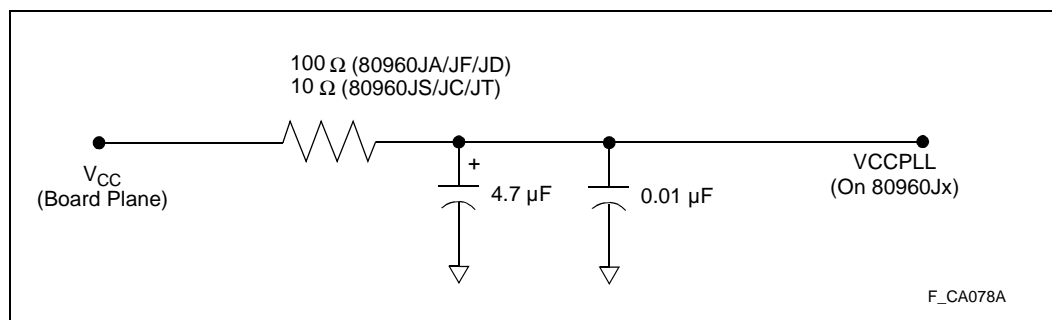 100 Ω (80960JA/JF/JD)
10 Ω (80960JS/JC/JT)
VCC
(Board Plane)
+
4.7 µF
0.01 µF
VCCPLL
(On 80960Jx)
F_CA078A